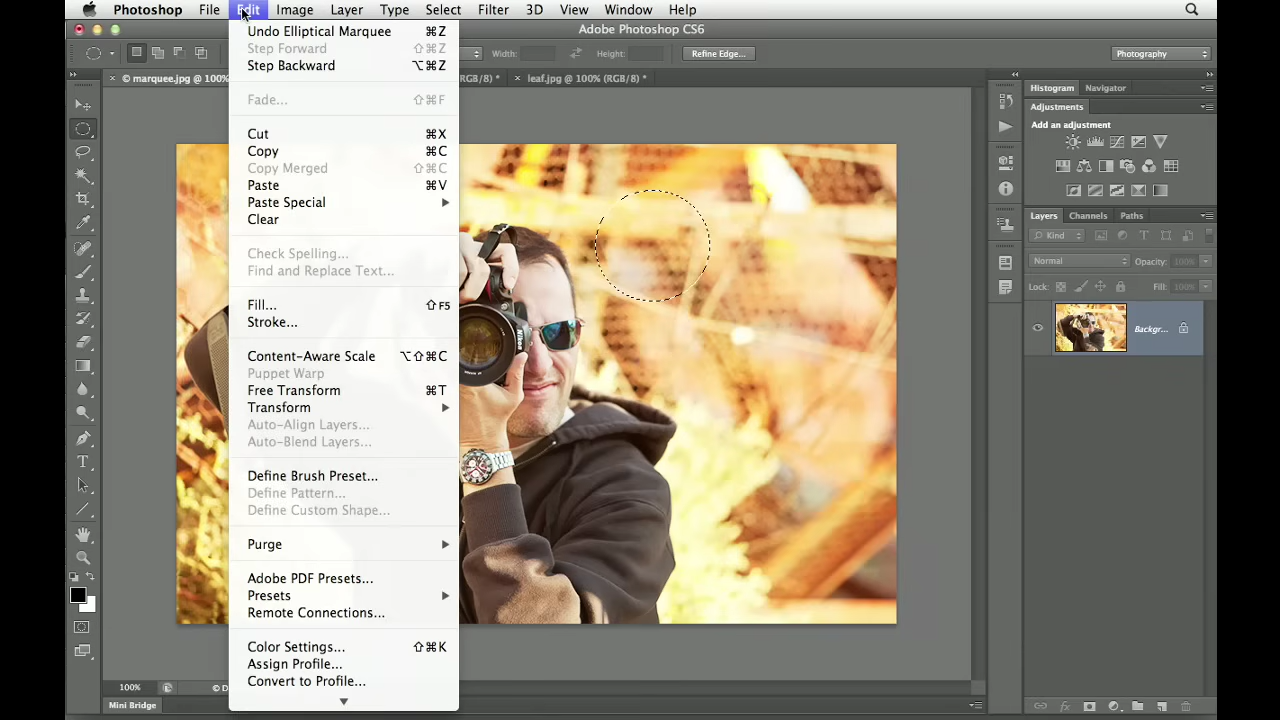 Photoshop File Edit Image Layer Type Select Filter 3D View Window Help
Adobe Photoshop CS6
Width: Height: Refine Edge... Photography
© marquee.jpg @ 100% RGB/8) * × leaf.jpg @ 100% (RGB/8) *
Undo Elliptical Marquee ⌘Z
Step Forward ⇧⌘Z
Step Backward ⌥⌘Z
Fade... ⇧⌘F
Cut ⌘X
Copy ⌘C
Copy Merged ⇧⌘C
Paste ⌘V
Paste Special
Clear
Check Spelling...
Find and Replace Text...
Fill... ⇧F5
Stroke...
Content-Aware Scale ⌥⇧⌘C
Puppet Warp
Free Transform ⌘T
Transform
Auto-Align Layers...
Auto-Blend Layers...
Define Brush Preset...
Define Pattern...
Define Custom Shape...
Purge
Adobe PDF Presets...
Presets
Remote Connections...
Color Settings... ⇧⌘K
Assign Profile...
Convert to Profile...
Histogram Navigator
Adjustments
Add an adjustment
Layers Channels Paths
Kind
Normal Opacity: 100%
Lock: Fill: 100%
Backgr...
Nikon
100% © D
Mini Bridge